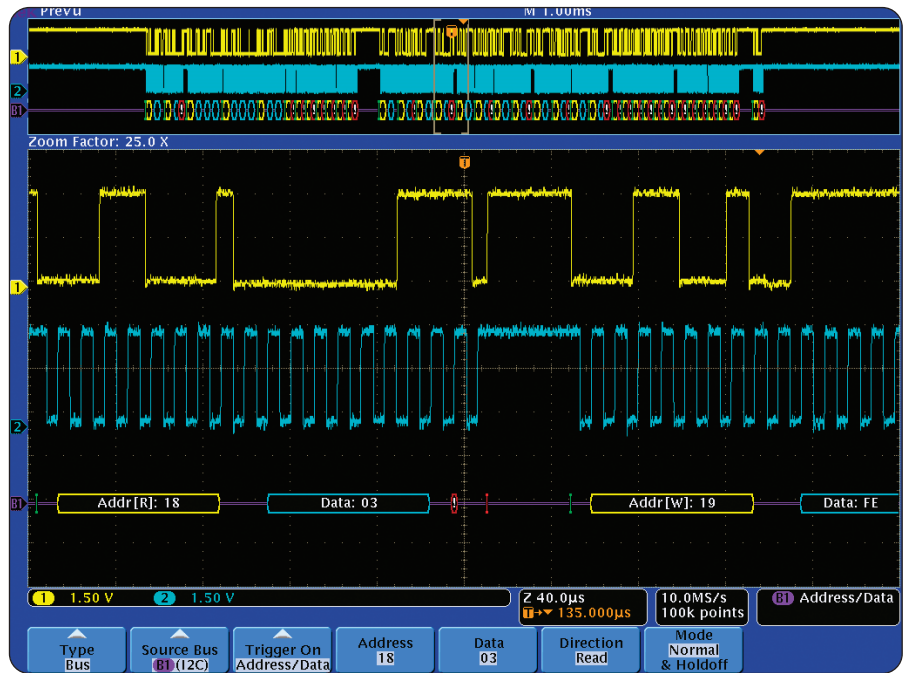 PreVu M 1.00ms
1
T
2
B1
Zoom Factor: 25.0 X
T
1
2
B1 Addr[R]: 18 Data: 03 ! Addr[W]: 19 Data: FE
1 1.50 V 2 1.50 V Z 40.0µs 10.0MS/s B1 Address/Data
T→▼ 135.000µs 100k points
Type Source Bus Trigger On Address Data Direction Mode
Bus B1(I2C) Address/Data 18 03 Read Normal
& Holdoff